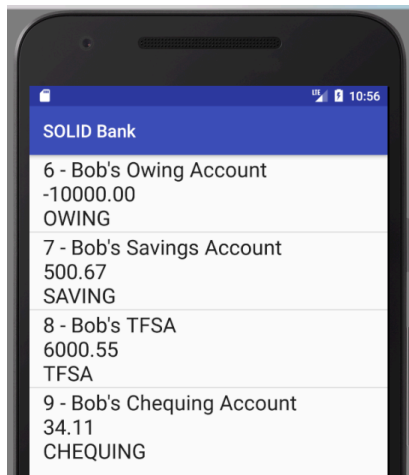 LTE 10:56
SOLID Bank
6 - Bob's Owing Account
-10000.00
OWING
7 - Bob's Savings Account
500.67
SAVING
8 - Bob's TFSA
6000.55
TFSA
9 - Bob's Chequing Account
34.11
CHEQUING